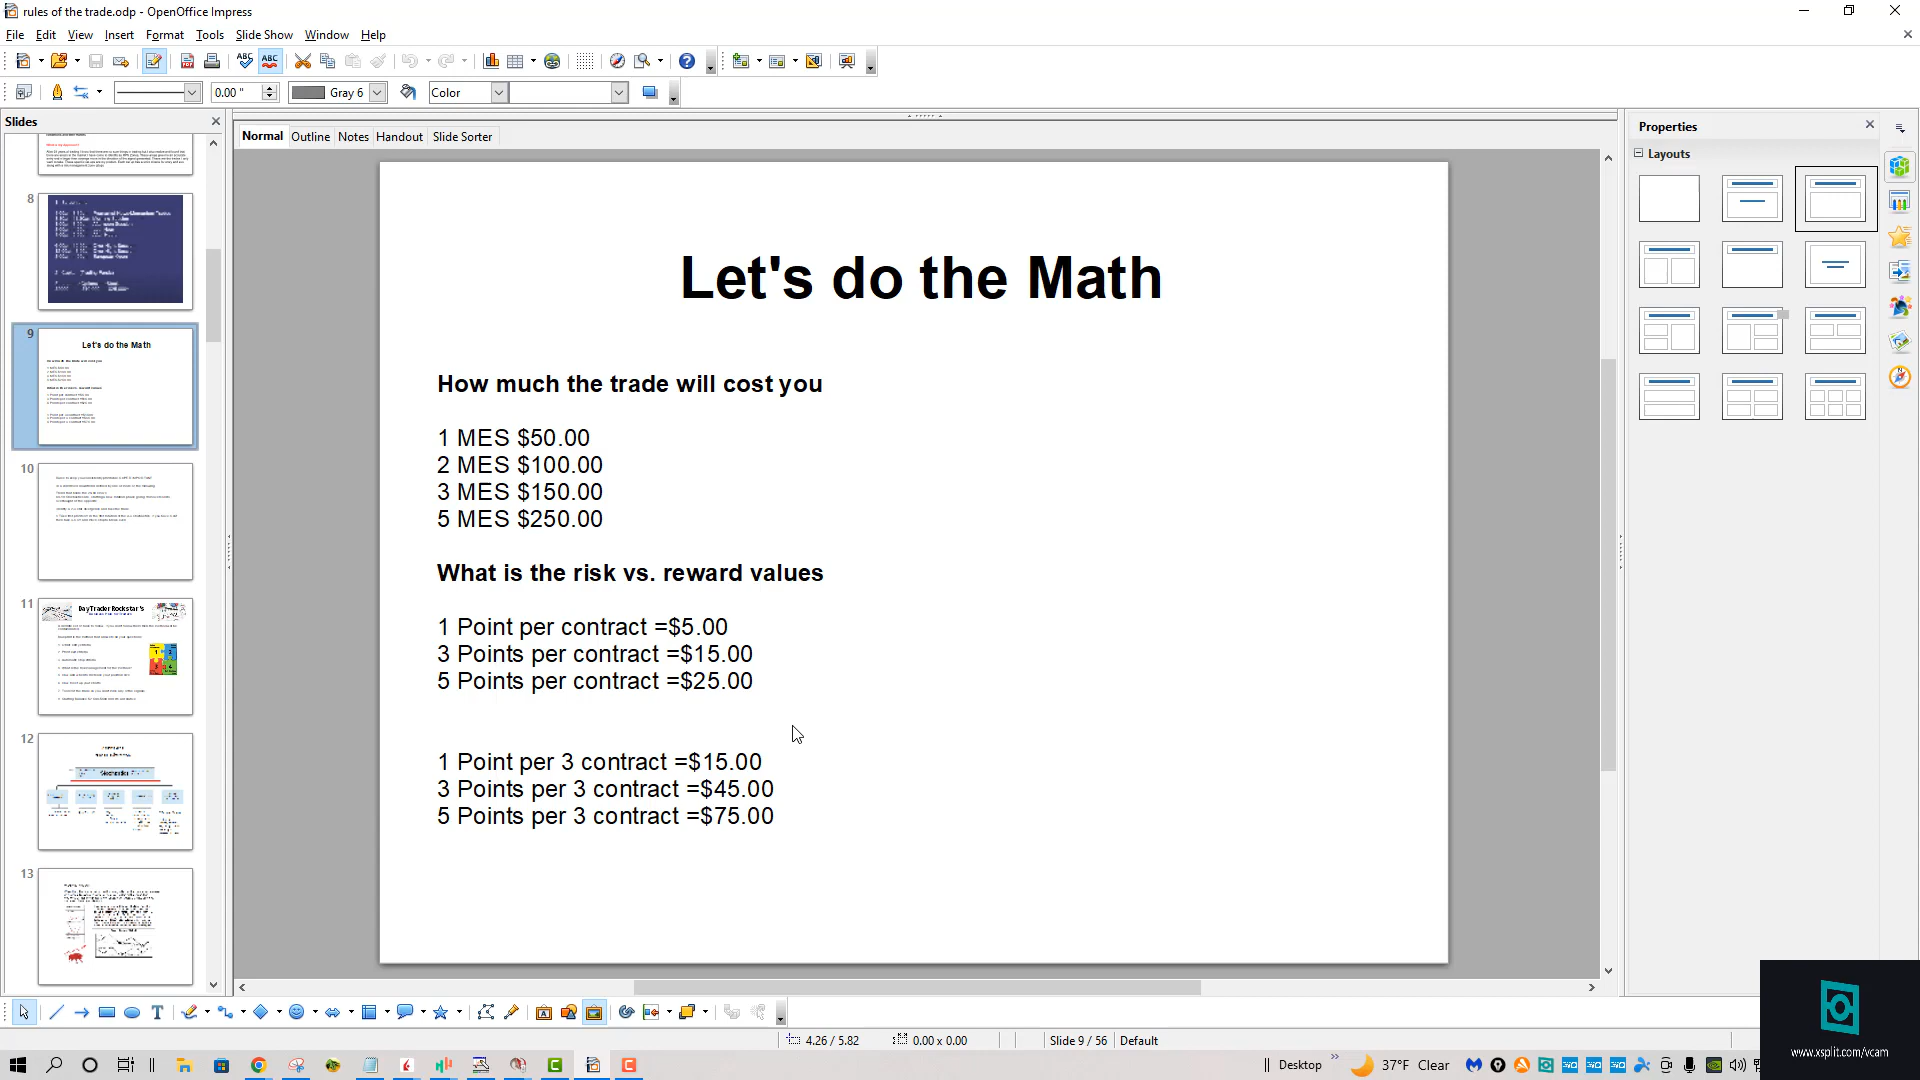 rules of the trade.odp - OpenOffice Impress
File Edit View Insert Format Tools Slide Show Window Help
0.00 " Gray 6 Color
Slides
Normal Outline Notes Handout Slide Sorter
Properties
Layouts
8
9
Let's do the Math
10
11
DayTrader Rockstar's
12
Stochastics
13
Let's do the Math
How much the trade will cost you
1 MES $50.00
2 MES $100.00
3 MES $150.00
5 MES $250.00
What is the risk vs. reward values
1 Point per contract =$5.00
3 Points per contract =$15.00
5 Points per contract =$25.00
1 Point per 3 contract =$15.00
3 Points per 3 contract =$45.00
5 Points per 3 contract =$75.00
4.26 / 5.82 0.00 x 0.00 Slide 9 / 56 Default
Desktop 37°F Clear
www.xsplit.com/vcam